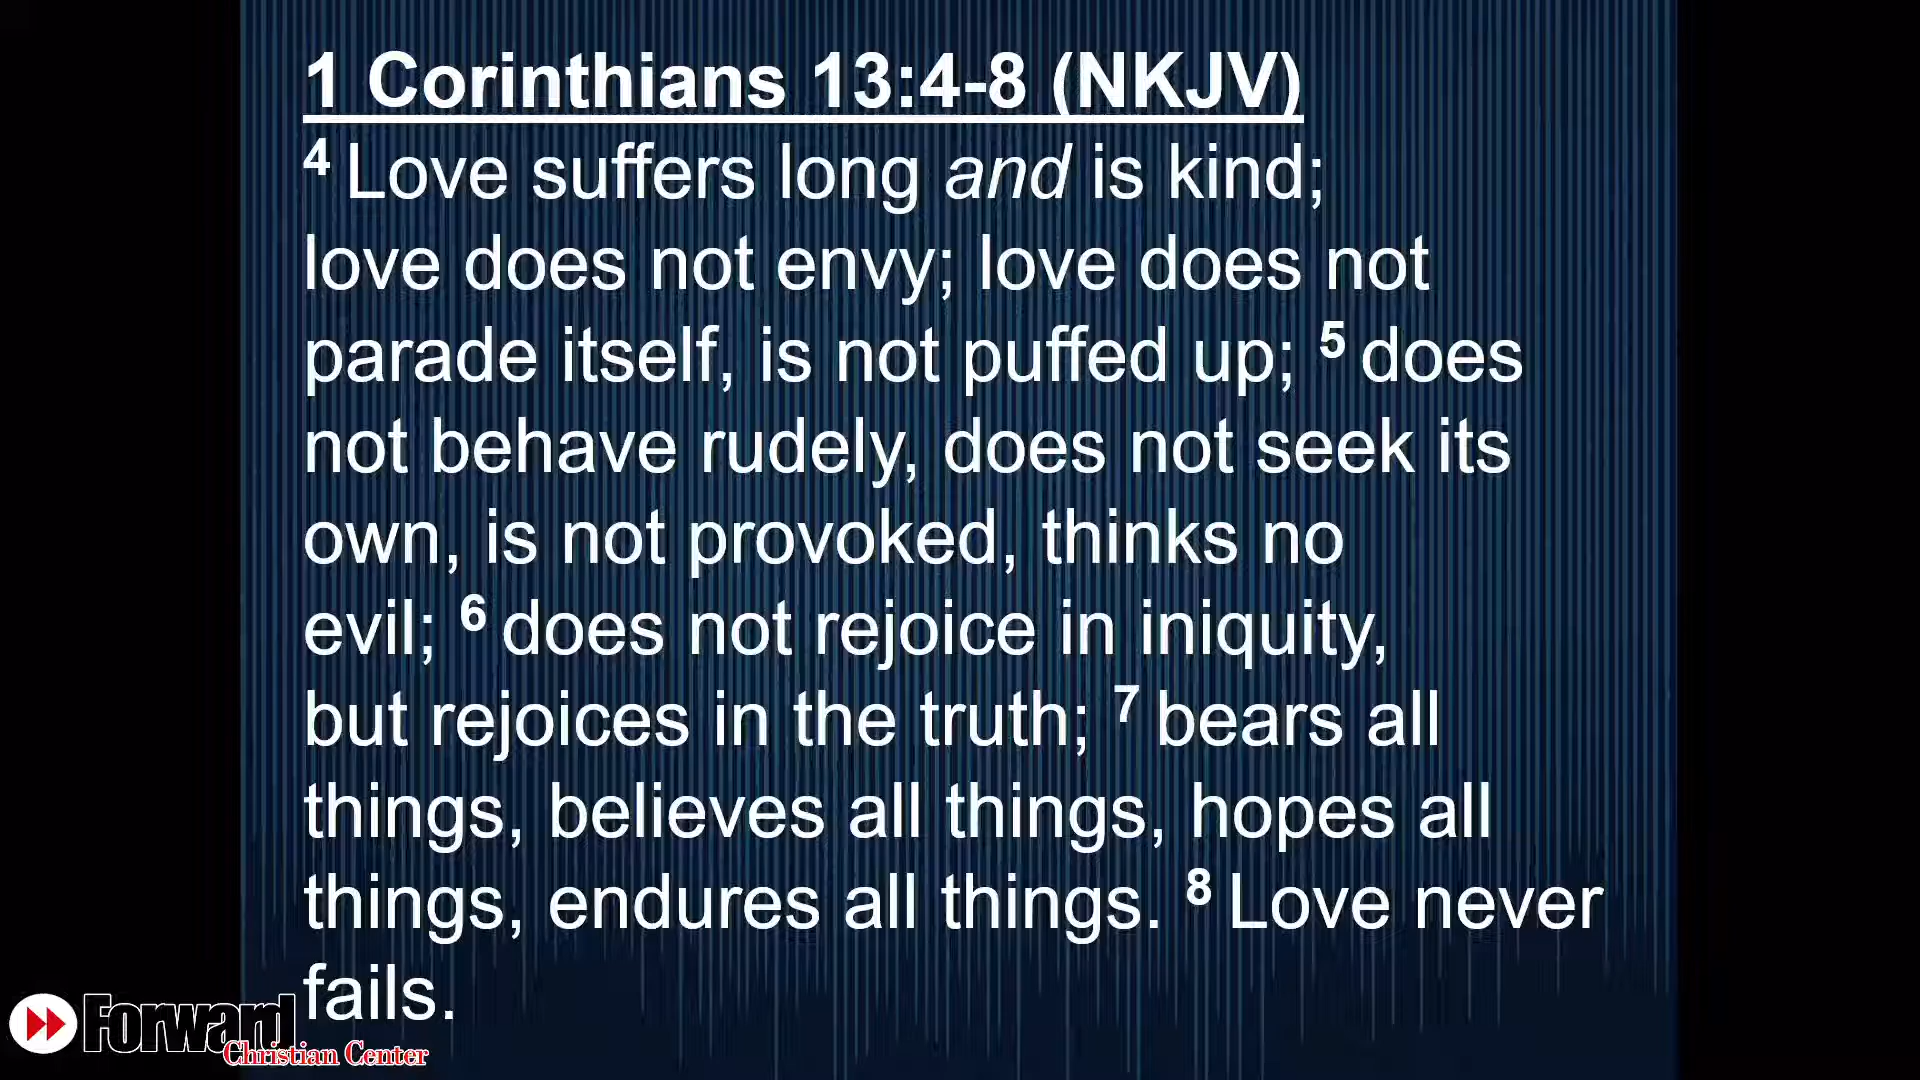 1 Corinthians 13:4-8 (NKJV)
4 Love suffers long and is kind;
love does not envy; love does not
parade itself, is not puffed up; 5 does
not behave rudely, does not seek its
own, is not provoked, thinks no
evil; 6 does not rejoice in iniquity,
but rejoices in the truth; 7 bears all
things, believes all things, hopes all
things, endures all things. 8 Love never
fails.
Forward
Christian Center